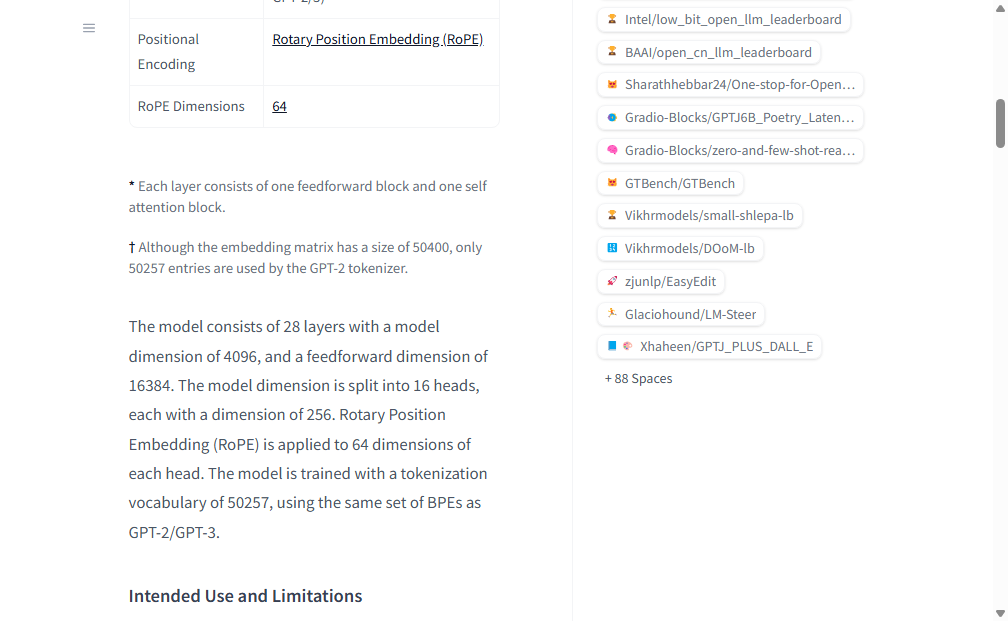 Positional
Encoding
Rotary Position Embedding (RoPE)
RoPE Dimensions
64
* Each layer consists of one feedforward block and one self
attention block.
† Although the embedding matrix has a size of 50400, only
50257 entries are used by the GPT-2 tokenizer.
The model consists of 28 layers with a model
dimension of 4096, and a feedforward dimension of
16384. The model dimension is split into 16 heads,
each with a dimension of 256. Rotary Position
Embedding (RoPE) is applied to 64 dimensions of
each head. The model is trained with a tokenization
vocabulary of 50257, using the same set of BPEs as
GPT-2/GPT-3.
Intended Use and Limitations
Intel/low_bit_open_llm_leaderboard
BAAI/open_cn_llm_leaderboard
Sharathhebbar24/One-stop-for-Open…
Gradio-Blocks/GPTJ6B_Poetry_Laten…
Gradio-Blocks/zero-and-few-shot-rea…
GTBench/GTBench
Vikhrmodels/small-shlepa-lb
Vikhrmodels/DOoM-lb
zjunlp/EasyEdit
Glaciohound/LM-Steer
Xhaheen/GPTJ_PLUS_DALL_E
+ 88 Spaces